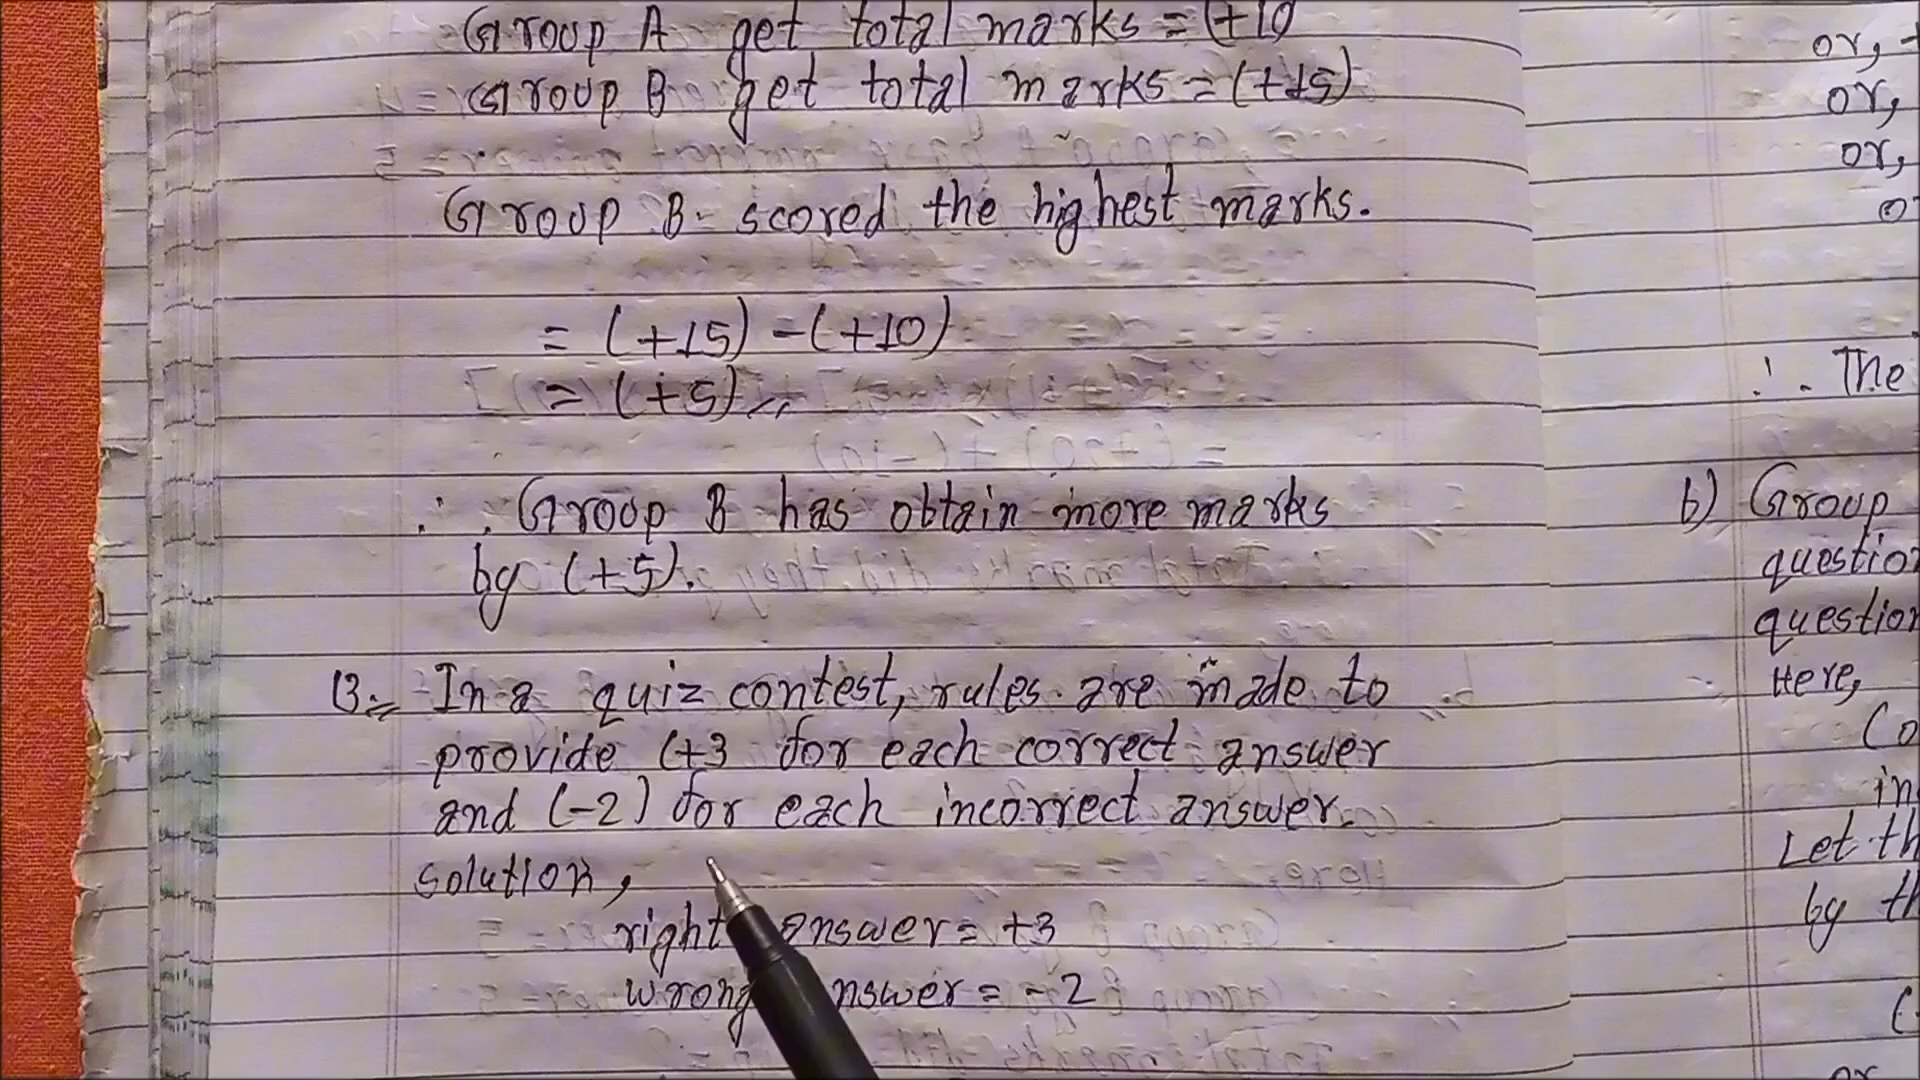 Group A get total marks = (+10
Group B get total marks = (+15)
Group B scored the highest marks.
= (+15) - (+10)
= (+5)
∴ Group B has obtain more marks
by (+5).
13. In a quiz contest, rules are made to
provide (+3 for each correct answer
and (-2) for each incorrect answer.
solution,
right answer = +3
wrong nswer = -2
or,
or,
or,
∴ The
b) Group
question
question
Here,
(o
in
Let th
by th
(
or